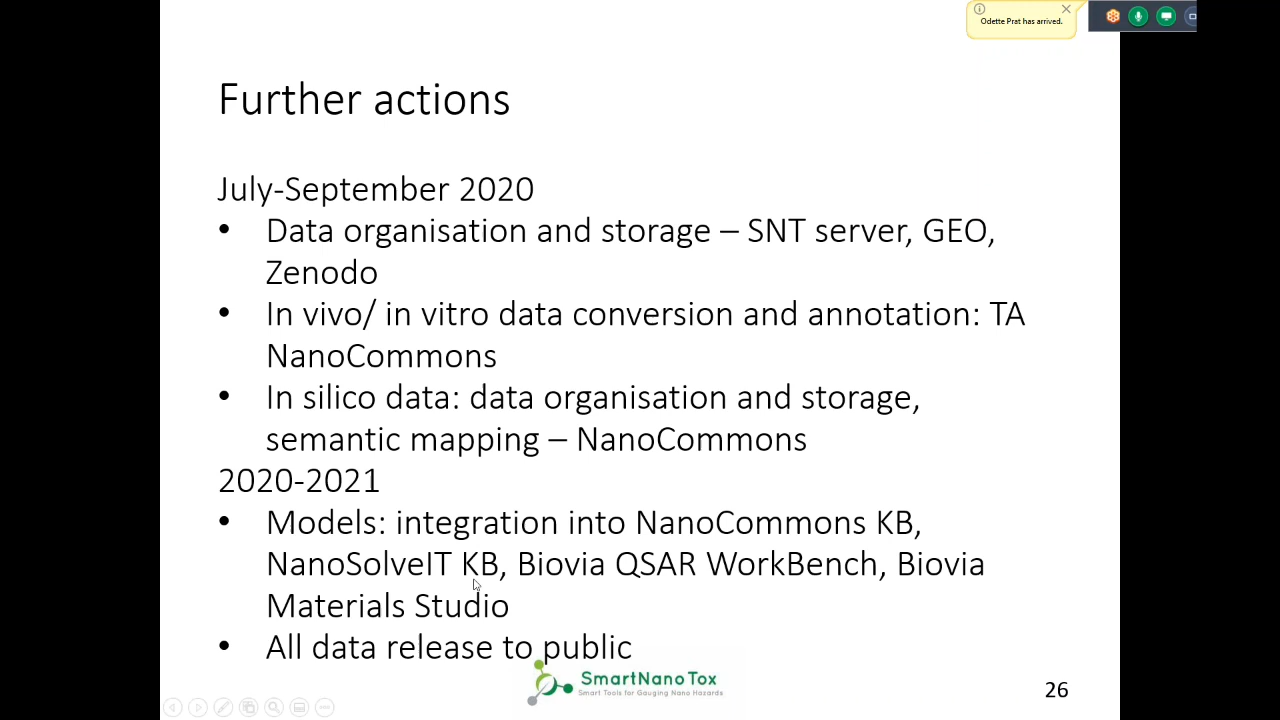 Odette Prat has arrived.
Further actions
July-September 2020
• Data organisation and storage – SNT server, GEO,
Zenodo
• In vivo/ in vitro data conversion and annotation: TA
NanoCommons
• In silico data: data organisation and storage,
semantic mapping – NanoCommons
2020-2021
• Models: integration into NanoCommons KB,
NanoSolveIT KB, Biovia QSAR WorkBench, Biovia
Materials Studio
• All data release to public
SmartNanoTox
Smart Tools for Gauging Nano Hazards
26